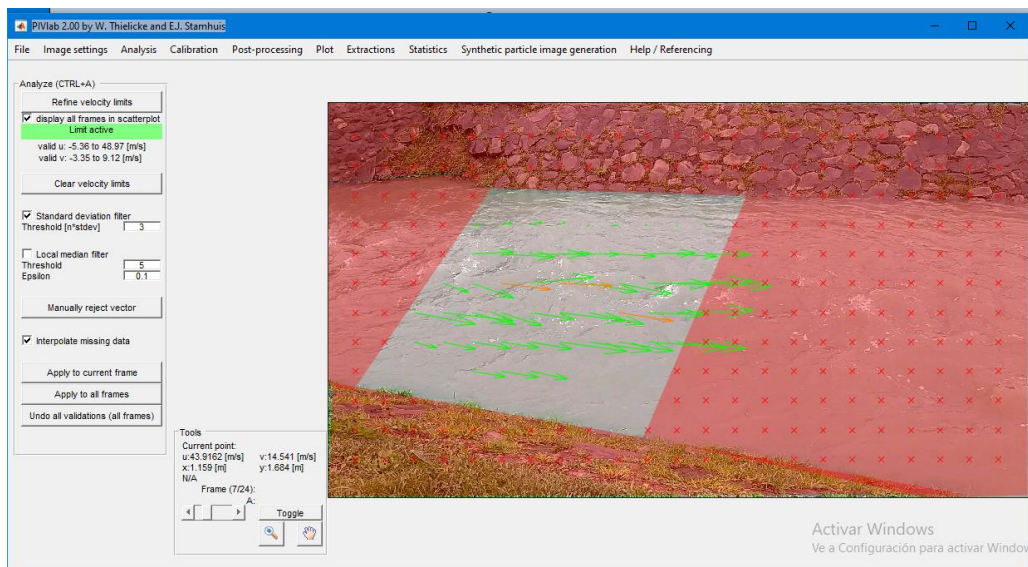 PIVlab 2.00 by W. Thielicke and E.J. Stamhuis
File Image settings Analysis Calibration Post-processing Plot Extractions Statistics Synthetic particle image generation Help / Referencing
Analyze (CTRL+A)
Refine velocity limits
display all frames in scatterplot
Limit active
valid u: -5.36 to 48.97 [m/s]
valid v: -3.35 to 9.12 [m/s]
Clear velocity limits
Standard deviation filter
Threshold [n*stdev] 3
Local median filter
Threshold 5
Epsilon 0.1
Manually reject vector
Interpolate missing data
Apply to current frame
Apply to all frames
Undo all validations (all frames)
Tools
Current point:
u:43.9162 [m/s] v:14.541 [m/s]
x:1.159 [m] y:1.684 [m]
N/A
Frame (7/24):
A:
Toggle
Activar Windows
Ve a Configuración para activar Window